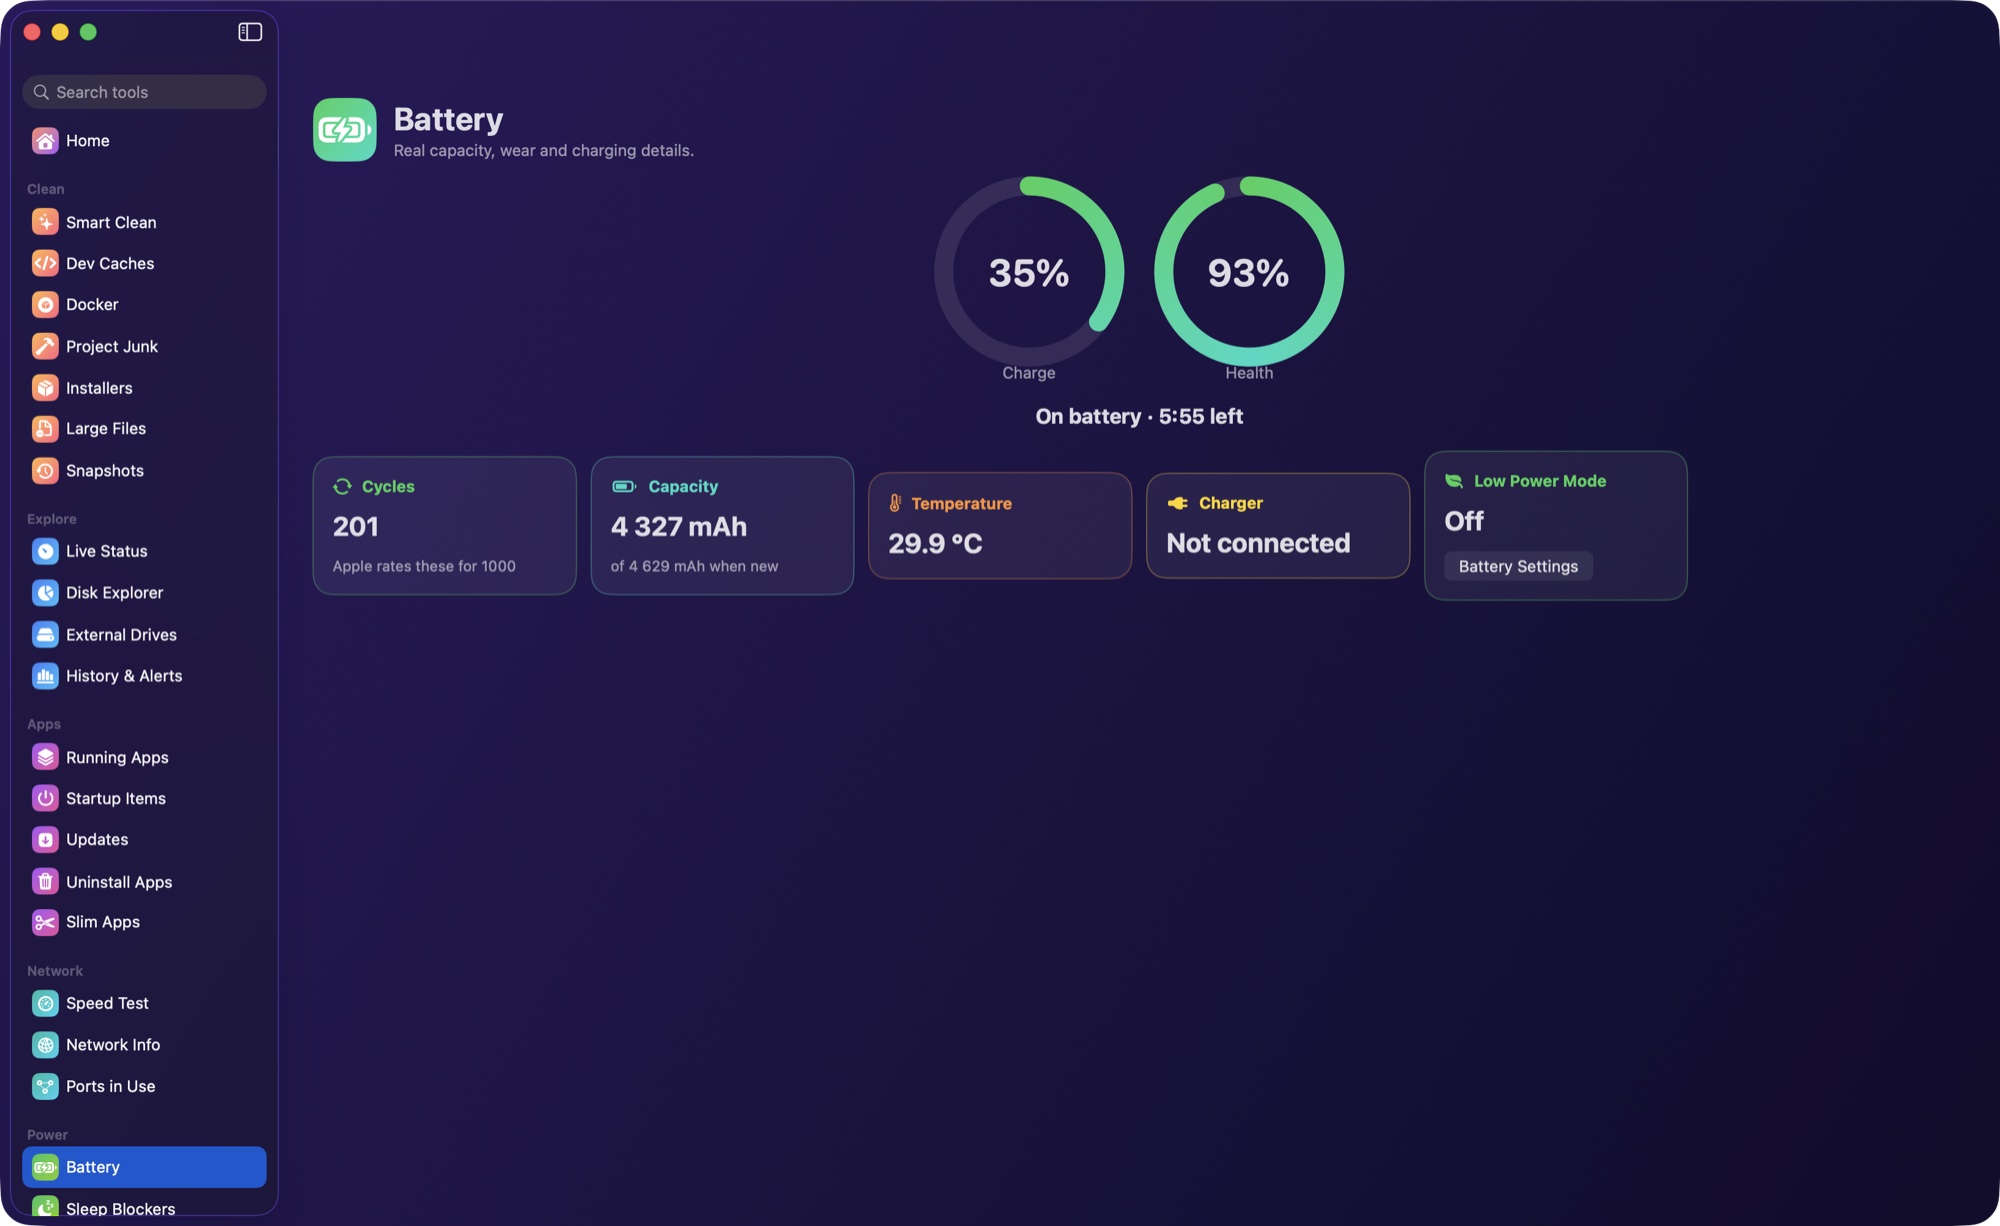 Search tools
Home
Clean
Smart Clean
Dev Caches
Docker
Project Junk
Installers
Large Files
Snapshots
Explore
Live Status
Disk Explorer
External Drives
History & Alerts
Apps
Running Apps
Startup Items
Updates
Uninstall Apps
Slim Apps
Network
Speed Test
Network Info
Ports in Use
Power
Battery
Sleep Blockers
Battery
Real capacity, wear and charging details.
35%
Charge
93%
Health
On battery · 5:55 left
Cycles
201
Apple rates these for 1000
Capacity
4 327 mAh
of 4 629 mAh when new
Temperature
29.9 °C
Charger
Not connected
Low Power Mode
Off
Battery Settings